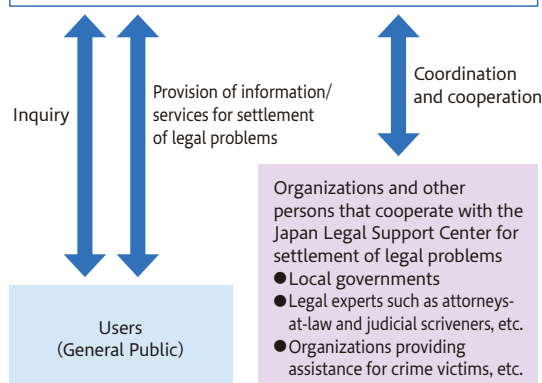 Inquiry
Provision of information/
services for settlement
of legal problems
Coordination
and cooperation
Users
(General Public)
Organizations and other
persons that cooperate with the
Japan Legal Support Center for
settlement of legal problems
●Local governments
●Legal experts such as attorneys-
at-law and judicial scriveners, etc.
●Organizations providing
assistance for crime victims, etc.